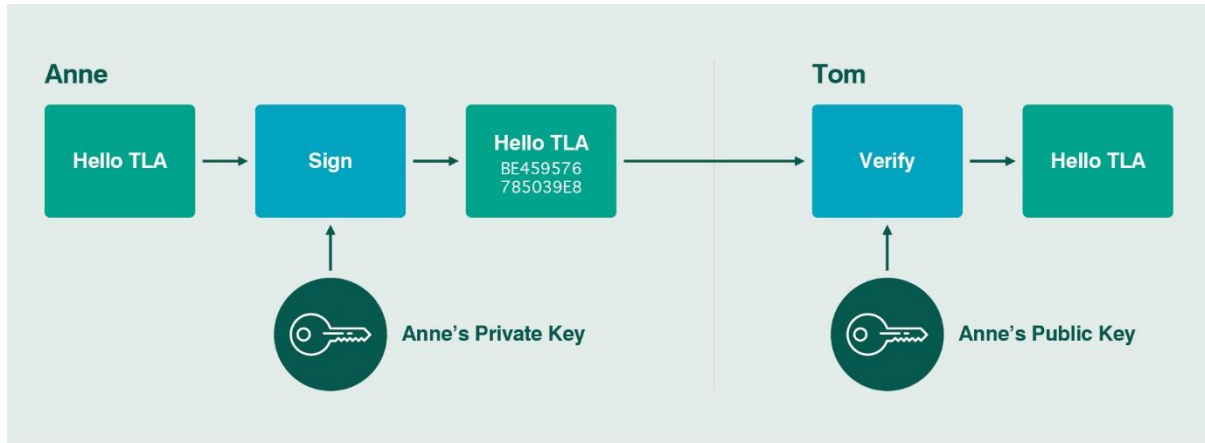 Anne
Tom
Hello TLA
Sign
Hello TLA
BE459576
785039E8
Verify
Hello TLA
Anne's Private Key
Anne's Public Key